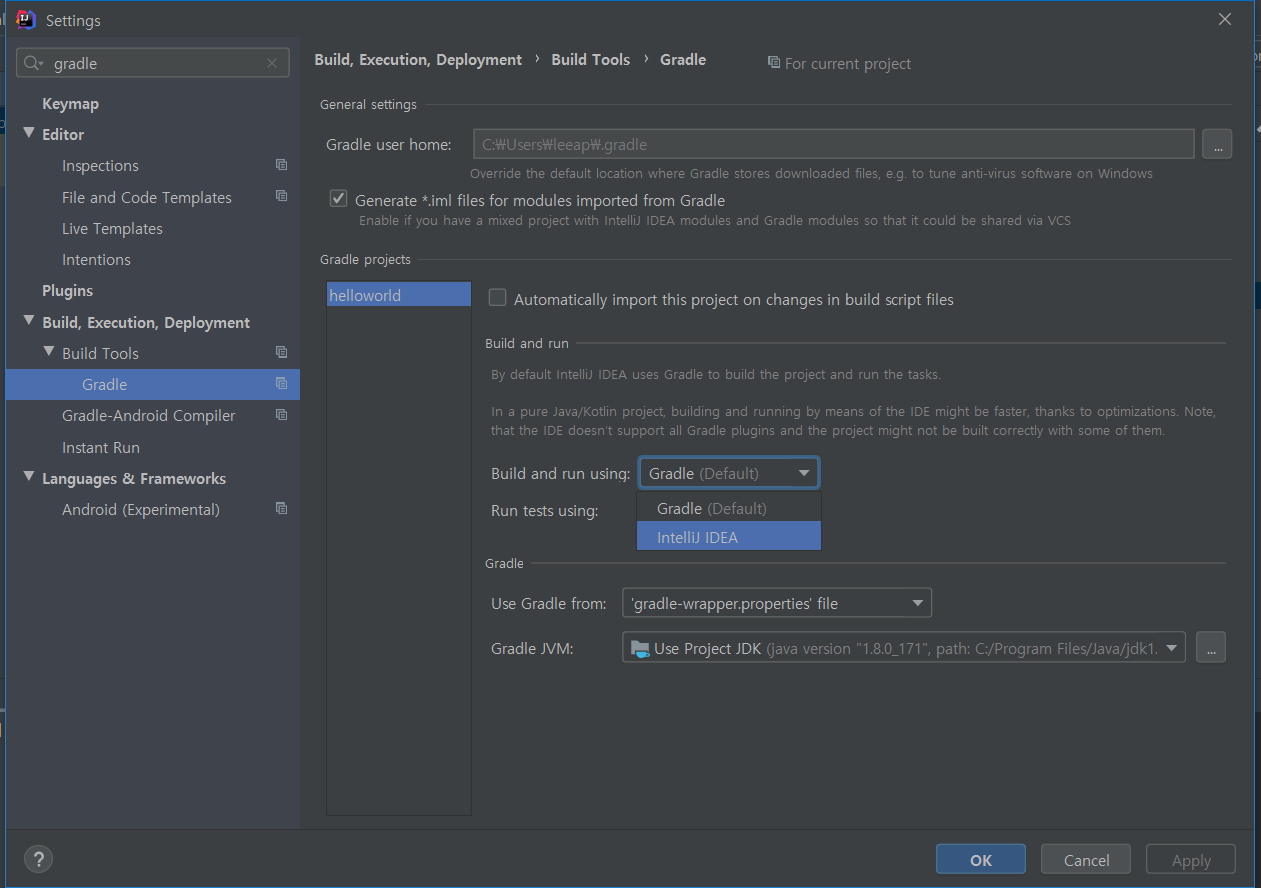 Settings
gradle
Keymap
Editor
Inspections
File and Code Templates
Live Templates
Intentions
Plugins
Build, Execution, Deployment
Build Tools
Gradle
Gradle-Android Compiler
Instant Run
Languages & Frameworks
Android (Experimental)
Build, Execution, Deployment › Build Tools › Gradle
For current project
General settings
Gradle user home:
C:₩Users₩leeap₩.gradle
...
Override the default location where Gradle stores downloaded files, e.g. to tune anti-virus software on Windows
Generate *.iml files for modules imported from Gradle
Enable if you have a mixed project with IntelliJ IDEA modules and Gradle modules so that it could be shared via VCS
Gradle projects
helloworld
Automatically import this project on changes in build script files
Build and run
By default IntelliJ IDEA uses Gradle to build the project and run the tasks.
In a pure Java/Kotlin project, building and running by means of the IDE might be faster, thanks to optimizations. Note,
that the IDE doesn't support all Gradle plugins and the project might not be built correctly with some of them.
Build and run using: Gradle (Default)
Gradle (Default)
Run tests using:
IntelliJ IDEA
Gradle
Use Gradle from: 'gradle-wrapper.properties' file
Gradle JVM: Use Project JDK (java version "1.8.0_171", path: C:/Program Files/Java/jdk1. ...
?
OK
Cancel
Apply